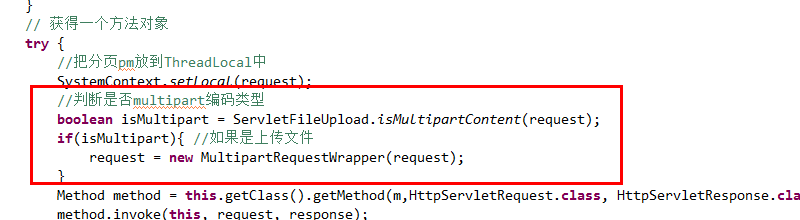 }
// 获得一个方法对象
try {
//把分页pm放到ThreadLocal中
SystemContext.setLocal(request);
//判断是否multipart编码类型
boolean isMultipart = ServletFileUpload.isMultipartContent(request);
if(isMultipart){ //如果是上传文件
request = new MultipartRequestWrapper(request);
}
Method method = this.getClass().getMethod(m,HttpServletRequest.class, HttpServletResponse.cla
method.invoke(this, request, response);